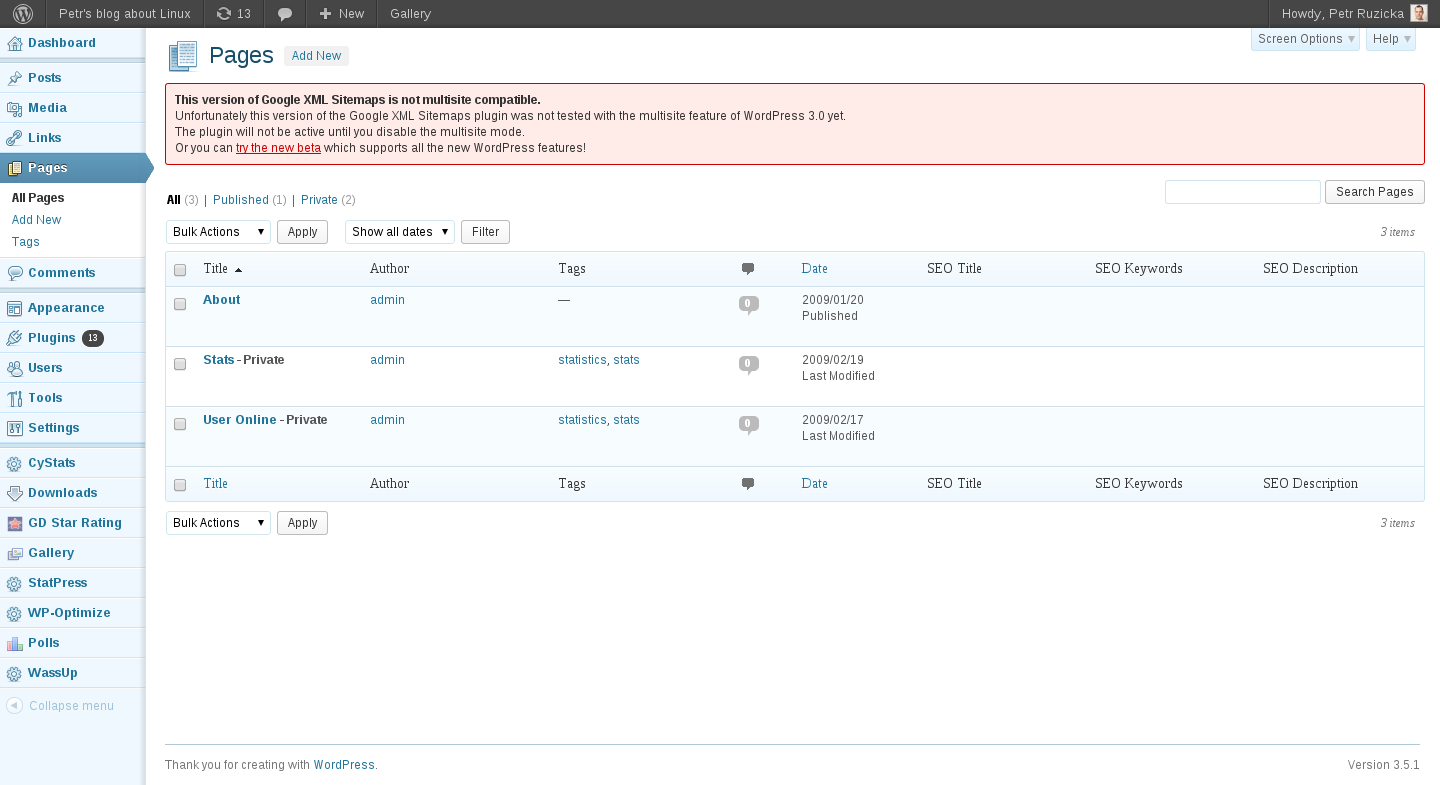 Petr's blog about Linux 13 New Gallery Howdy, Petr Ruzicka
Dashboard
Posts
Media
Links
Pages
All Pages
Add New
Tags
Comments
Appearance
Plugins 13
Users
Tools
Settings
CyStats
Downloads
GD Star Rating
Gallery
StatPress
WP-Optimize
Polls
WassUp
Collapse menu
Screen Options Help
Pages Add New
This version of Google XML Sitemaps is not multisite compatible.
Unfortunately this version of the Google XML Sitemaps plugin was not tested with the multisite feature of WordPress 3.0 yet.
The plugin will not be active until you disable the multisite mode.
Or you can try the new beta which supports all the new WordPress features!
All (3) | Published (1) | Private (2)
Search Pages
Bulk Actions Apply Show all dates Filter 3 items
Title Author Tags Date SEO Title SEO Keywords SEO Description
About admin — 0 2009/01/20
Published
Stats - Private admin statistics, stats 0 2009/02/19
Last Modified
User Online - Private admin statistics, stats 0 2009/02/17
Last Modified
Title Author Tags Date SEO Title SEO Keywords SEO Description
Bulk Actions Apply 3 items
Thank you for creating with WordPress. Version 3.5.1